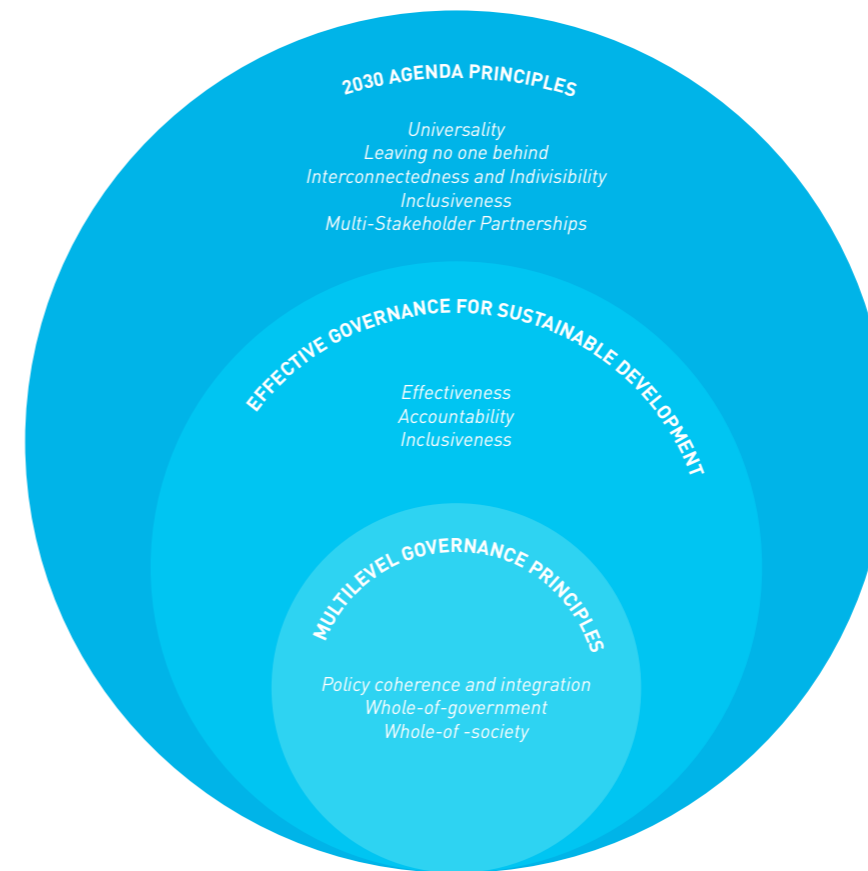 2030 AGENDA PRINCIPLES
Universality
Leaving no one behind
Interconnectedness and Indivisibility
Inclusiveness
Multi-Stakeholder Partnerships
EFFECTIVE GOVERNANCE FOR SUSTAINABLE DEVELOPMENT
Effectiveness
Accountability
Inclusiveness
MULTILEVEL GOVERNANCE PRINCIPLES
Policy coherence and integration
Whole-of-government
Whole-of -society